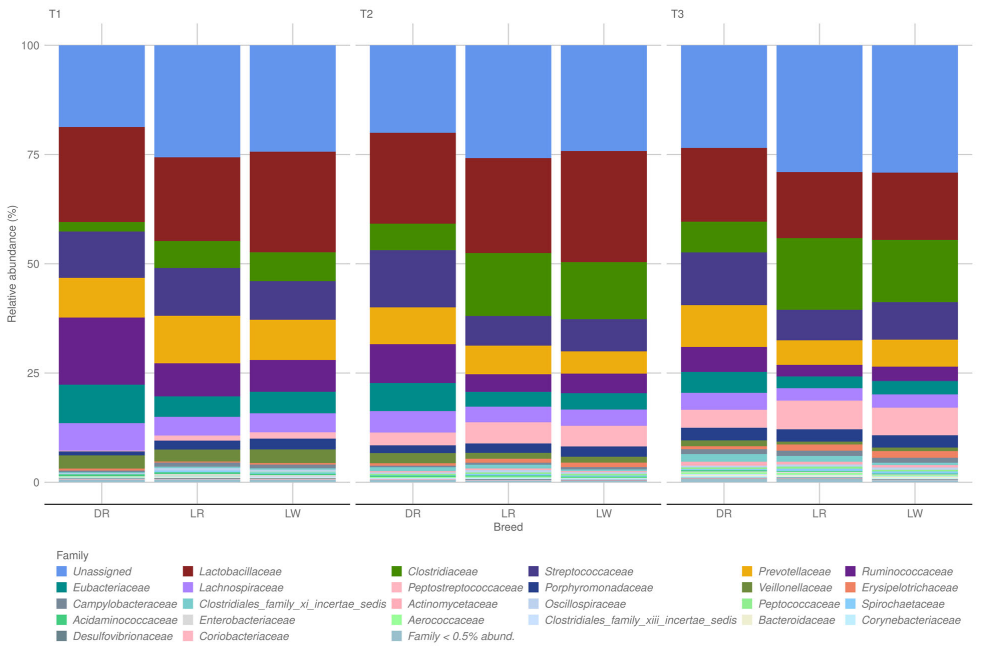 T1 T2 T3
100
75
50
25
0
Relative abundance (%)
DR LR LW DR LR LW DR LR LW
Breed
Family
Unassigned Lactobacillaceae Clostridiaceae Streptococcaceae Prevotellaceae Ruminococcaceae
Eubacteriaceae Lachnospiraceae Peptostreptococcaceae Porphyromonadaceae Veillonellaceae Erysipelotrichaceae
Campylobacteraceae Clostridiales_family_xi_incertae_sedis Actinomycetaceae Oscillospiraceae Peptococcaceae Spirochaetaceae
Acidaminococcaceae Enterobacteriaceae Aerococcaceae Clostridiales_family_xiii_incertae_sedis Bacteroidaceae Corynebacteriaceae
Desulfovibrionaceae Coriobacteriaceae Family < 0.5% abund.